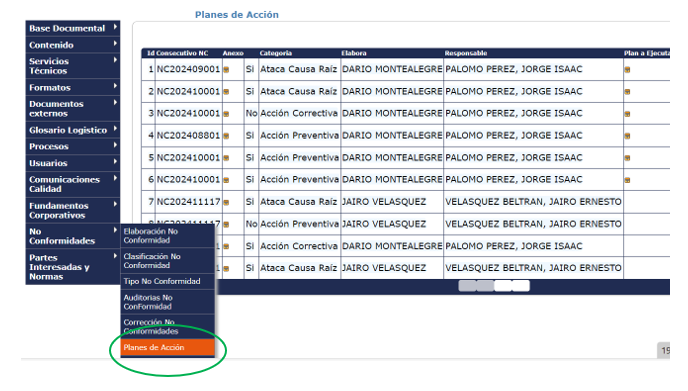 Planes de Acción
Base Documental
Contenido
Servicios
Técnicos
Formatos
Documentos
externos
Glosario Logistico
Procesos
Usuarios
Comunicaciones
Calidad
Fundamentos
Corporativos
No
Conformidades
Partes
Interesadas y
Normas
Elaboración No
Conformidad
Clasificación No
Conformidad
Tipo No Conformidad
Auditorias No
Conformidad
Corrección No
Conformidades
Planes de Acción
Id Consecutivo NC Anexo Categoria Elabora Responsable Plan a Ejecuta
1 NC202409001 Si Ataca Causa Raíz DARIO MONTEALEGRE PALOMO PEREZ, JORGE ISAAC
2 NC202410001 Si Ataca Causa Raíz DARIO MONTEALEGRE PALOMO PEREZ, JORGE ISAAC
3 NC202410001 No Acción Correctiva DARIO MONTEALEGRE PALOMO PEREZ, JORGE ISAAC
4 NC202408801 Si Acción Preventiva DARIO MONTEALEGRE PALOMO PEREZ, JORGE ISAAC
5 NC202410001 Si Acción Preventiva DARIO MONTEALEGRE PALOMO PEREZ, JORGE ISAAC
6 NC202410001 Si Acción Preventiva DARIO MONTEALEGRE PALOMO PEREZ, JORGE ISAAC
7 NC202411117 Si Ataca Causa Raíz JAIRO VELASQUEZ VELASQUEZ BELTRAN, JAIRO ERNESTO
8 NC202411117 No Acción Preventiva JAIRO VELASQUEZ VELASQUEZ BELTRAN, JAIRO ERNESTO
1 Si Acción Correctiva DARIO MONTEALEGRE PALOMO PEREZ, JORGE ISAAC
Si Ataca Causa Raíz JAIRO VELASQUEZ VELASQUEZ BELTRAN, JAIRO ERNESTO
19